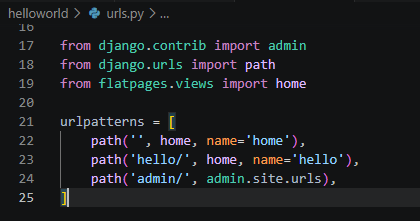 helloworld > urls.py > ...
16
17 from django.contrib import admin
18 from django.urls import path
19 from flatpages.views import home
20
21 urlpatterns = [
22     path('', home, name='home'),
23     path('hello/', home, name='hello'),
24     path('admin/', admin.site.urls),
25 ]